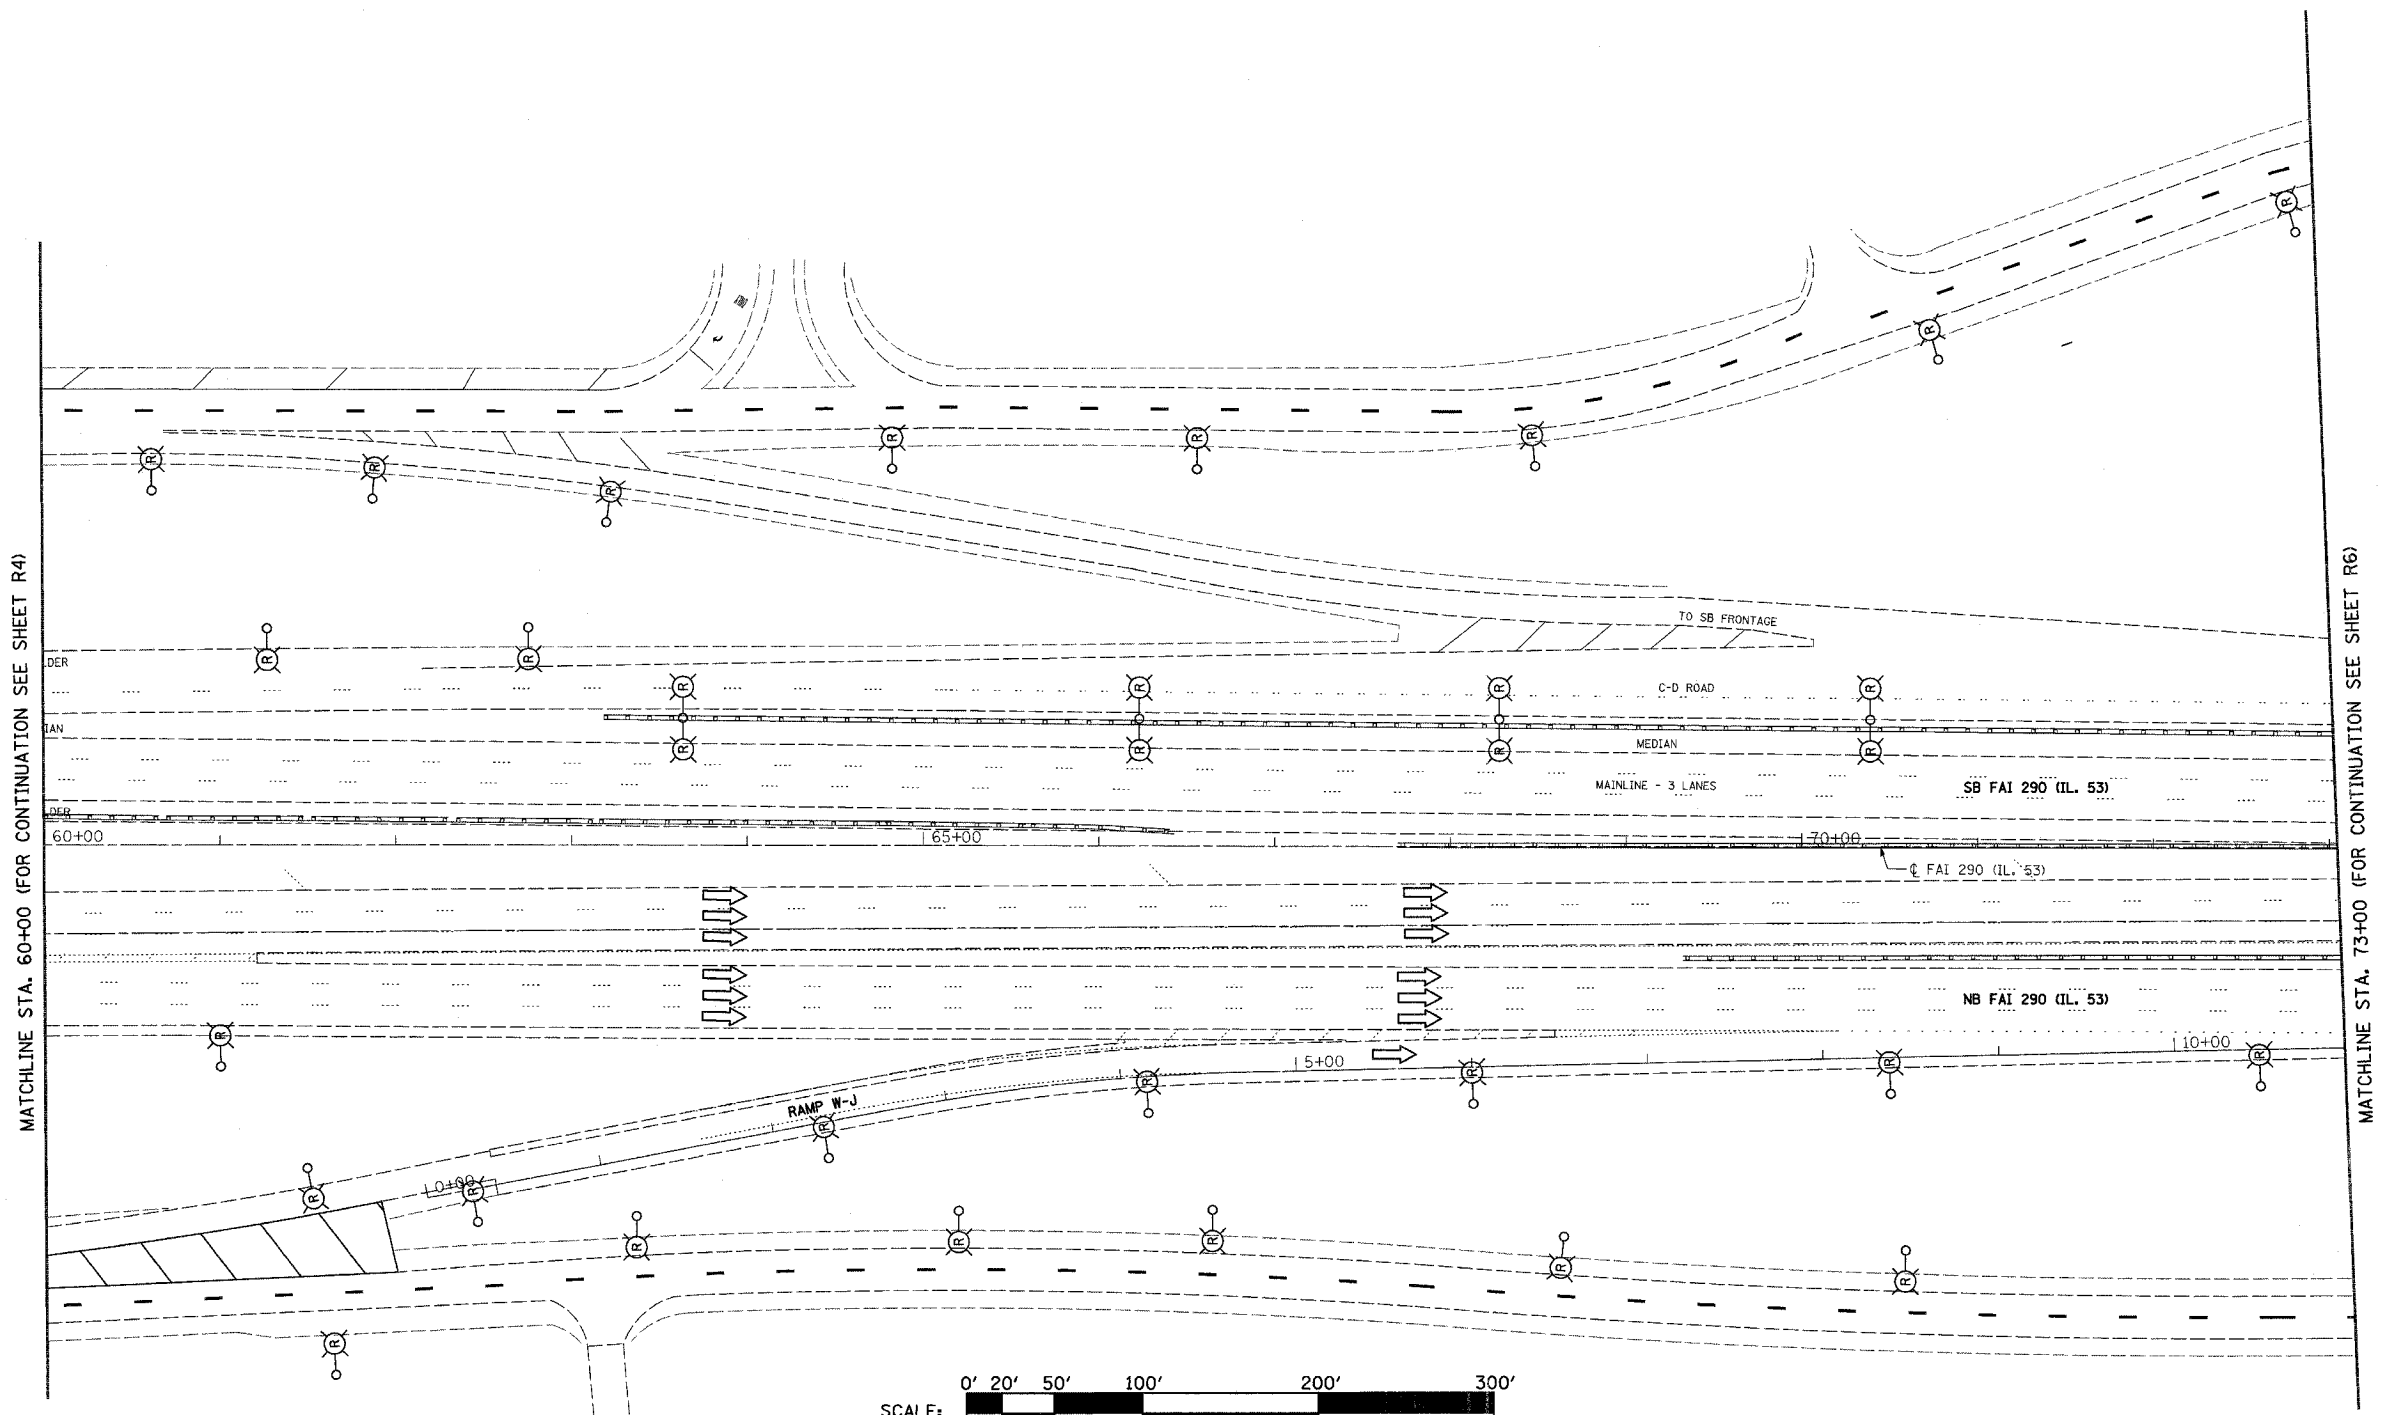 MATCHLINE STA. 60+00 (FOR CONTINUATION SEE SHEET R4)
MATCHLINE STA. 73+00 (FOR CONTINUATION SEE SHEET R6)
R
R
R
R
R
R
R
R
R
TO SB FRONTAGE
R
R
DER
R
R
R
C-D ROAD
R
IAN
R
R
R
MEDIAN
R
MAINLINE - 3 LANES
SB FAI 290 (IL. 53)
DER
60+00
65+00
70+00
℄ FAI 290 (IL. 53)
NB FAI 290 (IL. 53)
R
10+00
R
5+00
R
R
R
RAMP W-J
R
0+00
R
R
R
R
R
R
R
R
0' 20' 50' 100' 200' 300'
SCALE: